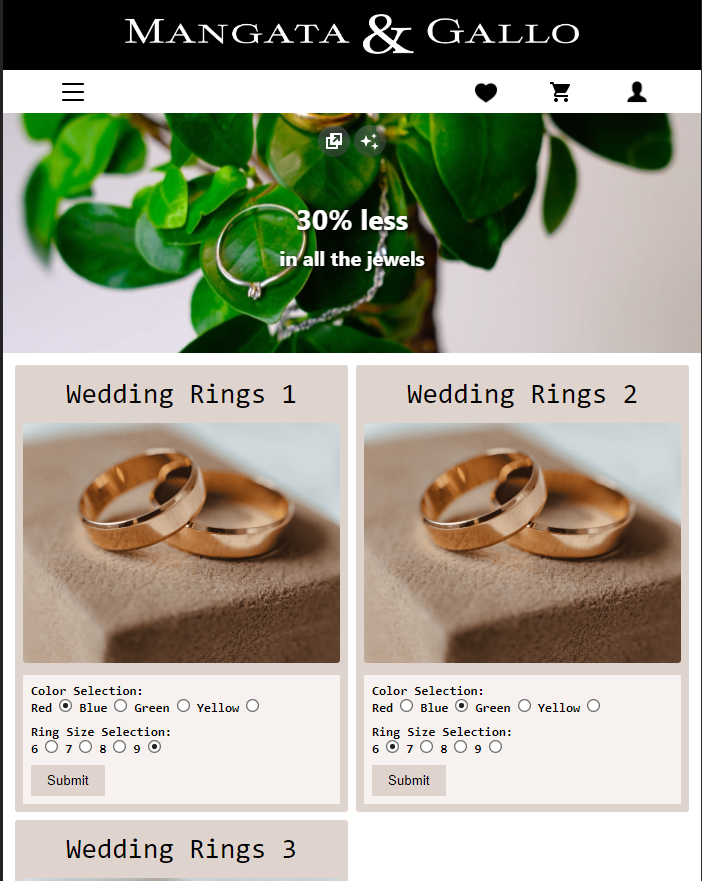 Mangata & Gallo
30% less
in all the jewels
Wedding Rings 1
Color Selection:
Red Blue Green Yellow
Ring Size Selection:
6 7 8 9
Submit
Wedding Rings 2
Color Selection:
Red Blue Green Yellow
Ring Size Selection:
6 7 8 9
Submit
Wedding Rings 3